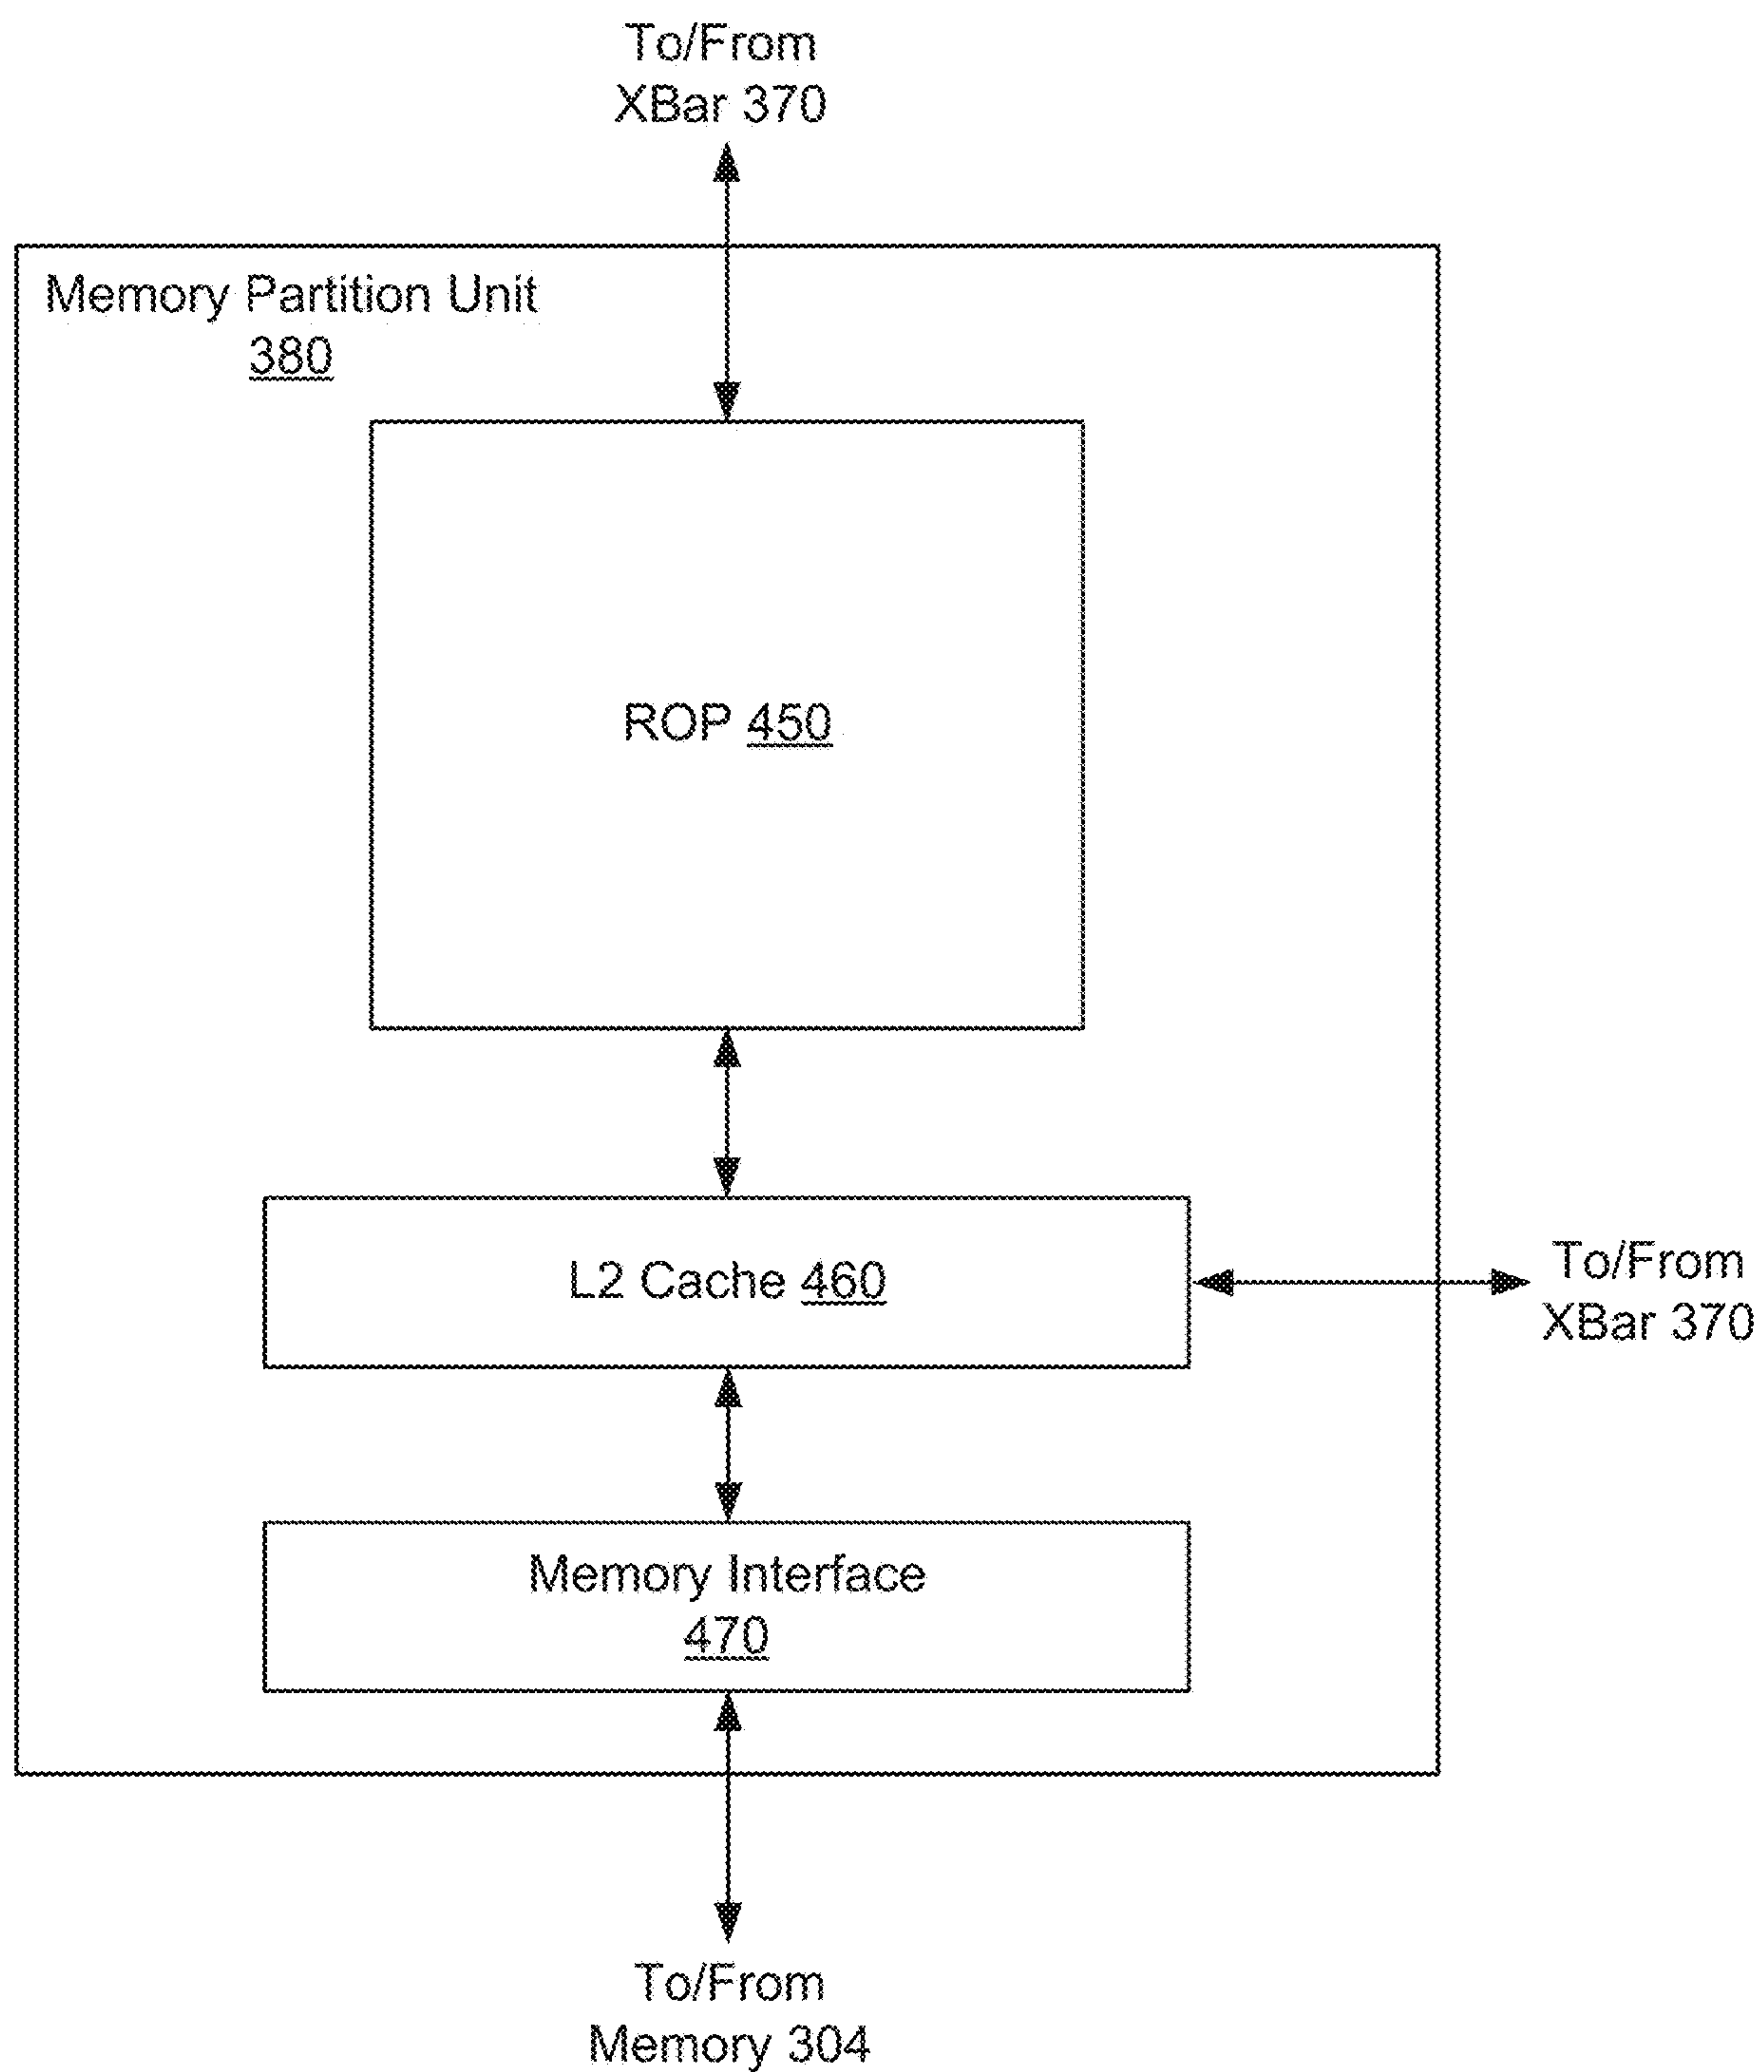 To/From
XBar 370
Memory Partition Unit
380
ROP 450
L2 Cache 460
To/From
XBar 370
Memory Interface
470
To/From
Memory 304